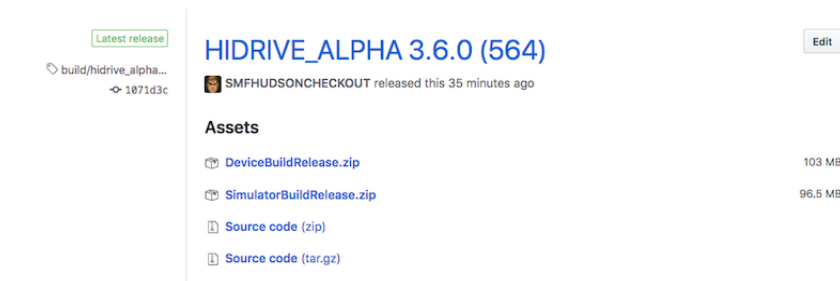 Latest release
HIDRIVE_ALPHA 3.6.0 (564)
Edit
build/hidrive_alpha...
1071d3c
SMFHUDSONCHECKOUT released this 35 minutes ago
Assets
DeviceBuildRelease.zip 103 MB
SimulatorBuildRelease.zip 96.5 MB
Source code (zip)
Source code (tar.gz)